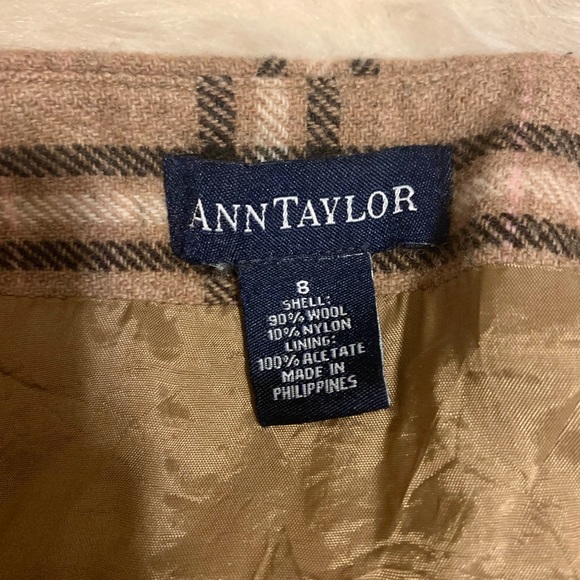 ANNTAYLOR
8
SHELL:
90% WOOL
10% NYLON
LINING:
100% ACETATE
MADE IN
PHILIPPINES